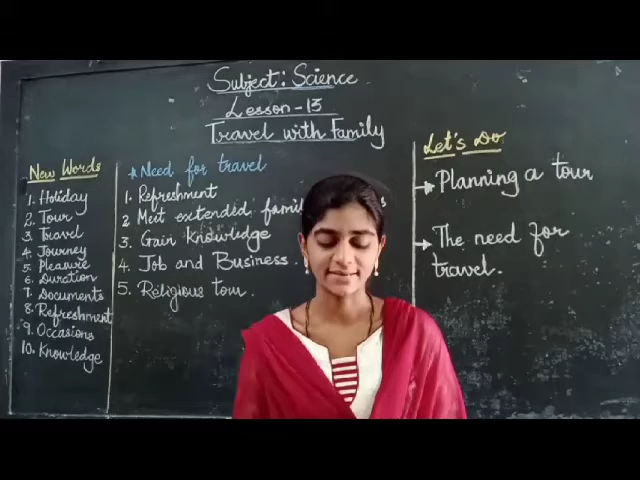 Subject: Science
Lesson-13
Travel with Family
New Words
1. Holiday
2. Tour
3. Travel
4. Journey
5. Pleasure
6. Duration
7. Documents
8. Refreshment
9. Occasions
10. Knowledge
* Need for travel
1. Refreshment
2 Meet extended
3. Gain Knowledge
4. Job and Business.
5. Religious tour.
Let's Do
→ Planning a tour
→ The need for
travel.